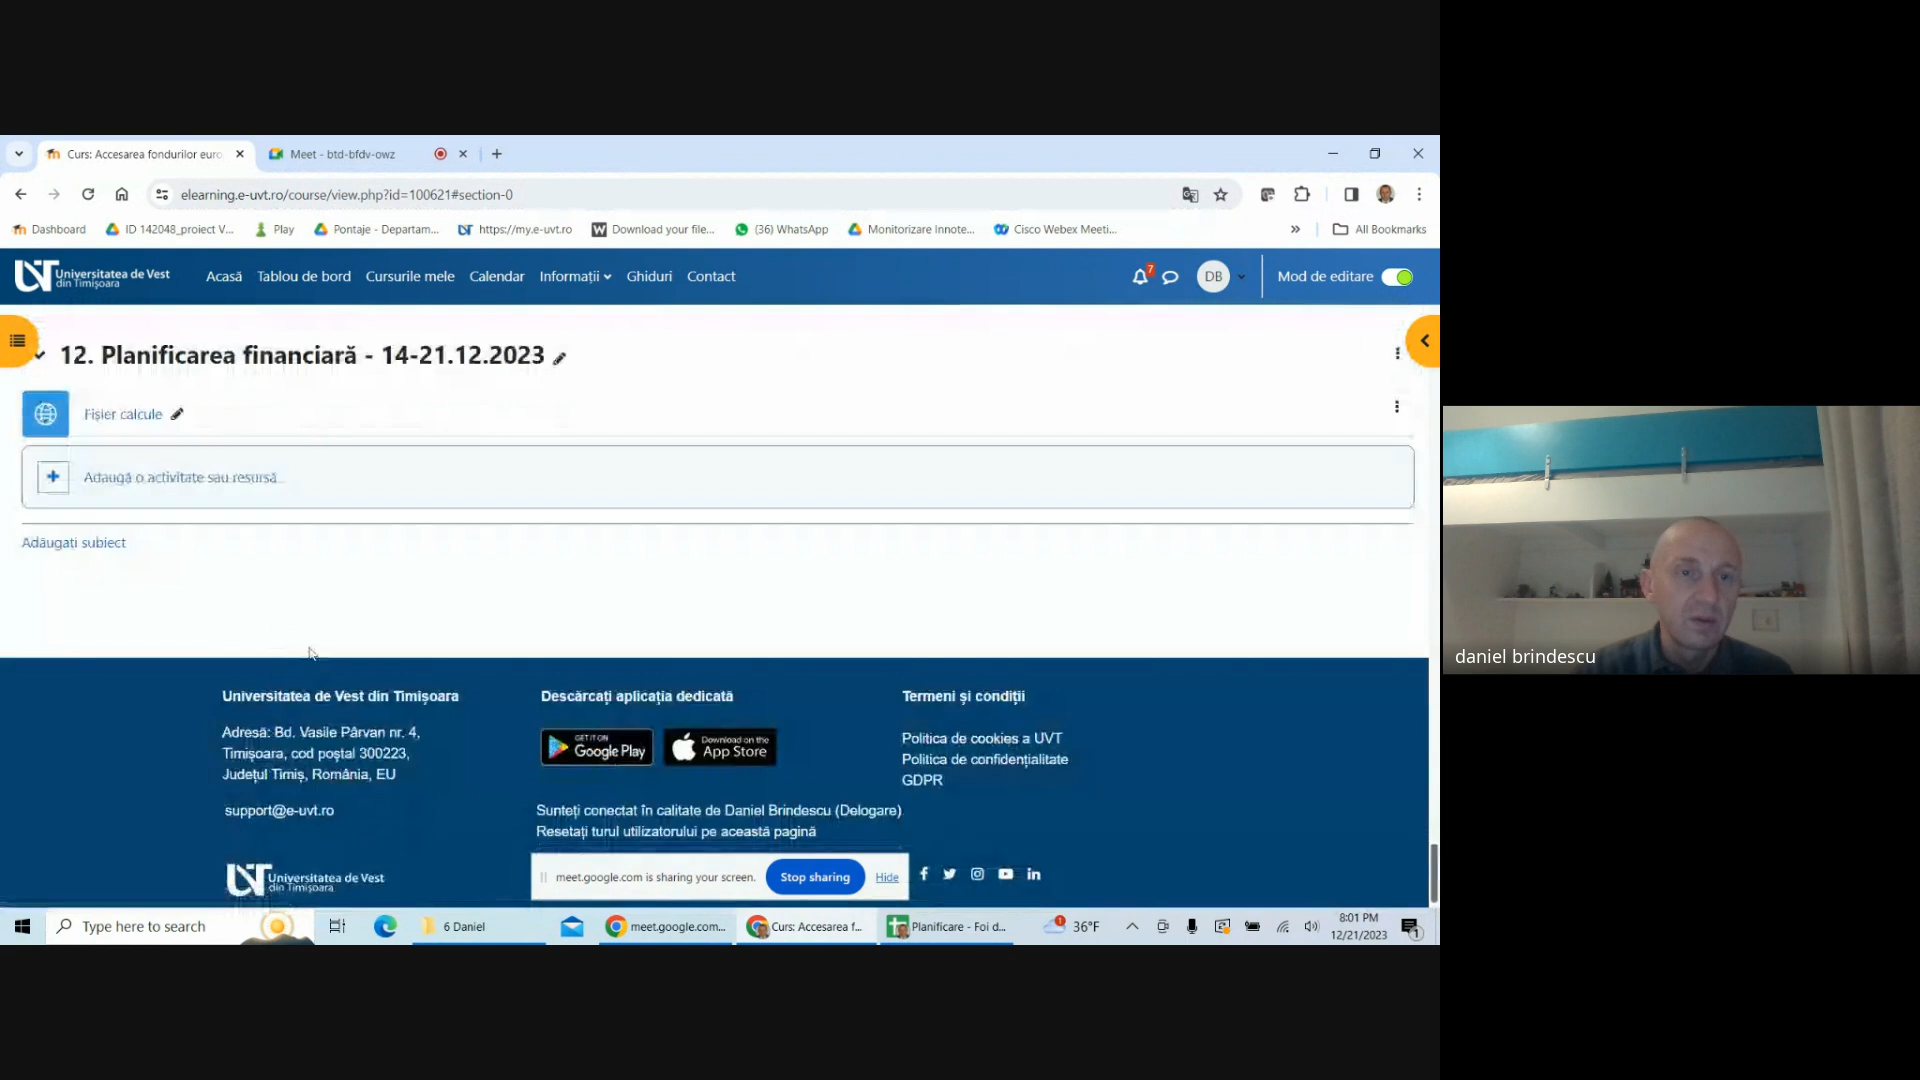 Curs: Accesarea fondurilor euro
Meet - btd-bfdv-owz
elearning.e-uvt.ro/course/view.php?id=100621#section-0
Dashboard
ID 142048_proiect V...
Play
Pontaje - Departam...
https://my.e-uvt.ro
Download your file...
(36) WhatsApp
Monitorizare Innote...
Cisco Webex Meeti...
All Bookmarks
Universitatea de Vest
din Timișoara
Acasă
Tablou de bord
Cursurile mele
Calendar
Informații
Ghiduri
Contact
7
DB
Mod de editare
12. Planificarea financiară - 14-21.12.2023
Fișier calcule
Adaugă o activitate sau resursă
Adăugați subiect
daniel brindescu
Universitatea de Vest din Timișoara
Adresă: Bd. Vasile Pârvan nr. 4,
Timișoara, cod poștal 300223,
Județul Timiș, România, EU
support@e-uvt.ro
Universitatea de Vest
din Timișoara
Descărcați aplicația dedicată
GET IT ON
Google Play
Download on the
App Store
Sunteți conectat în calitate de Daniel Brindescu (Delogare)
Resetați turul utilizatorului pe această pagină
Termeni și condiții
Politica de cookies a UVT
Politica de confidențialitate
GDPR
meet.google.com is sharing your screen.
Stop sharing
Hide
Type here to search
6 Daniel
meet.google.com...
Curs: Accesarea f...
Planificare - Foi d...
1
36°F
8:01 PM
12/21/2023
1